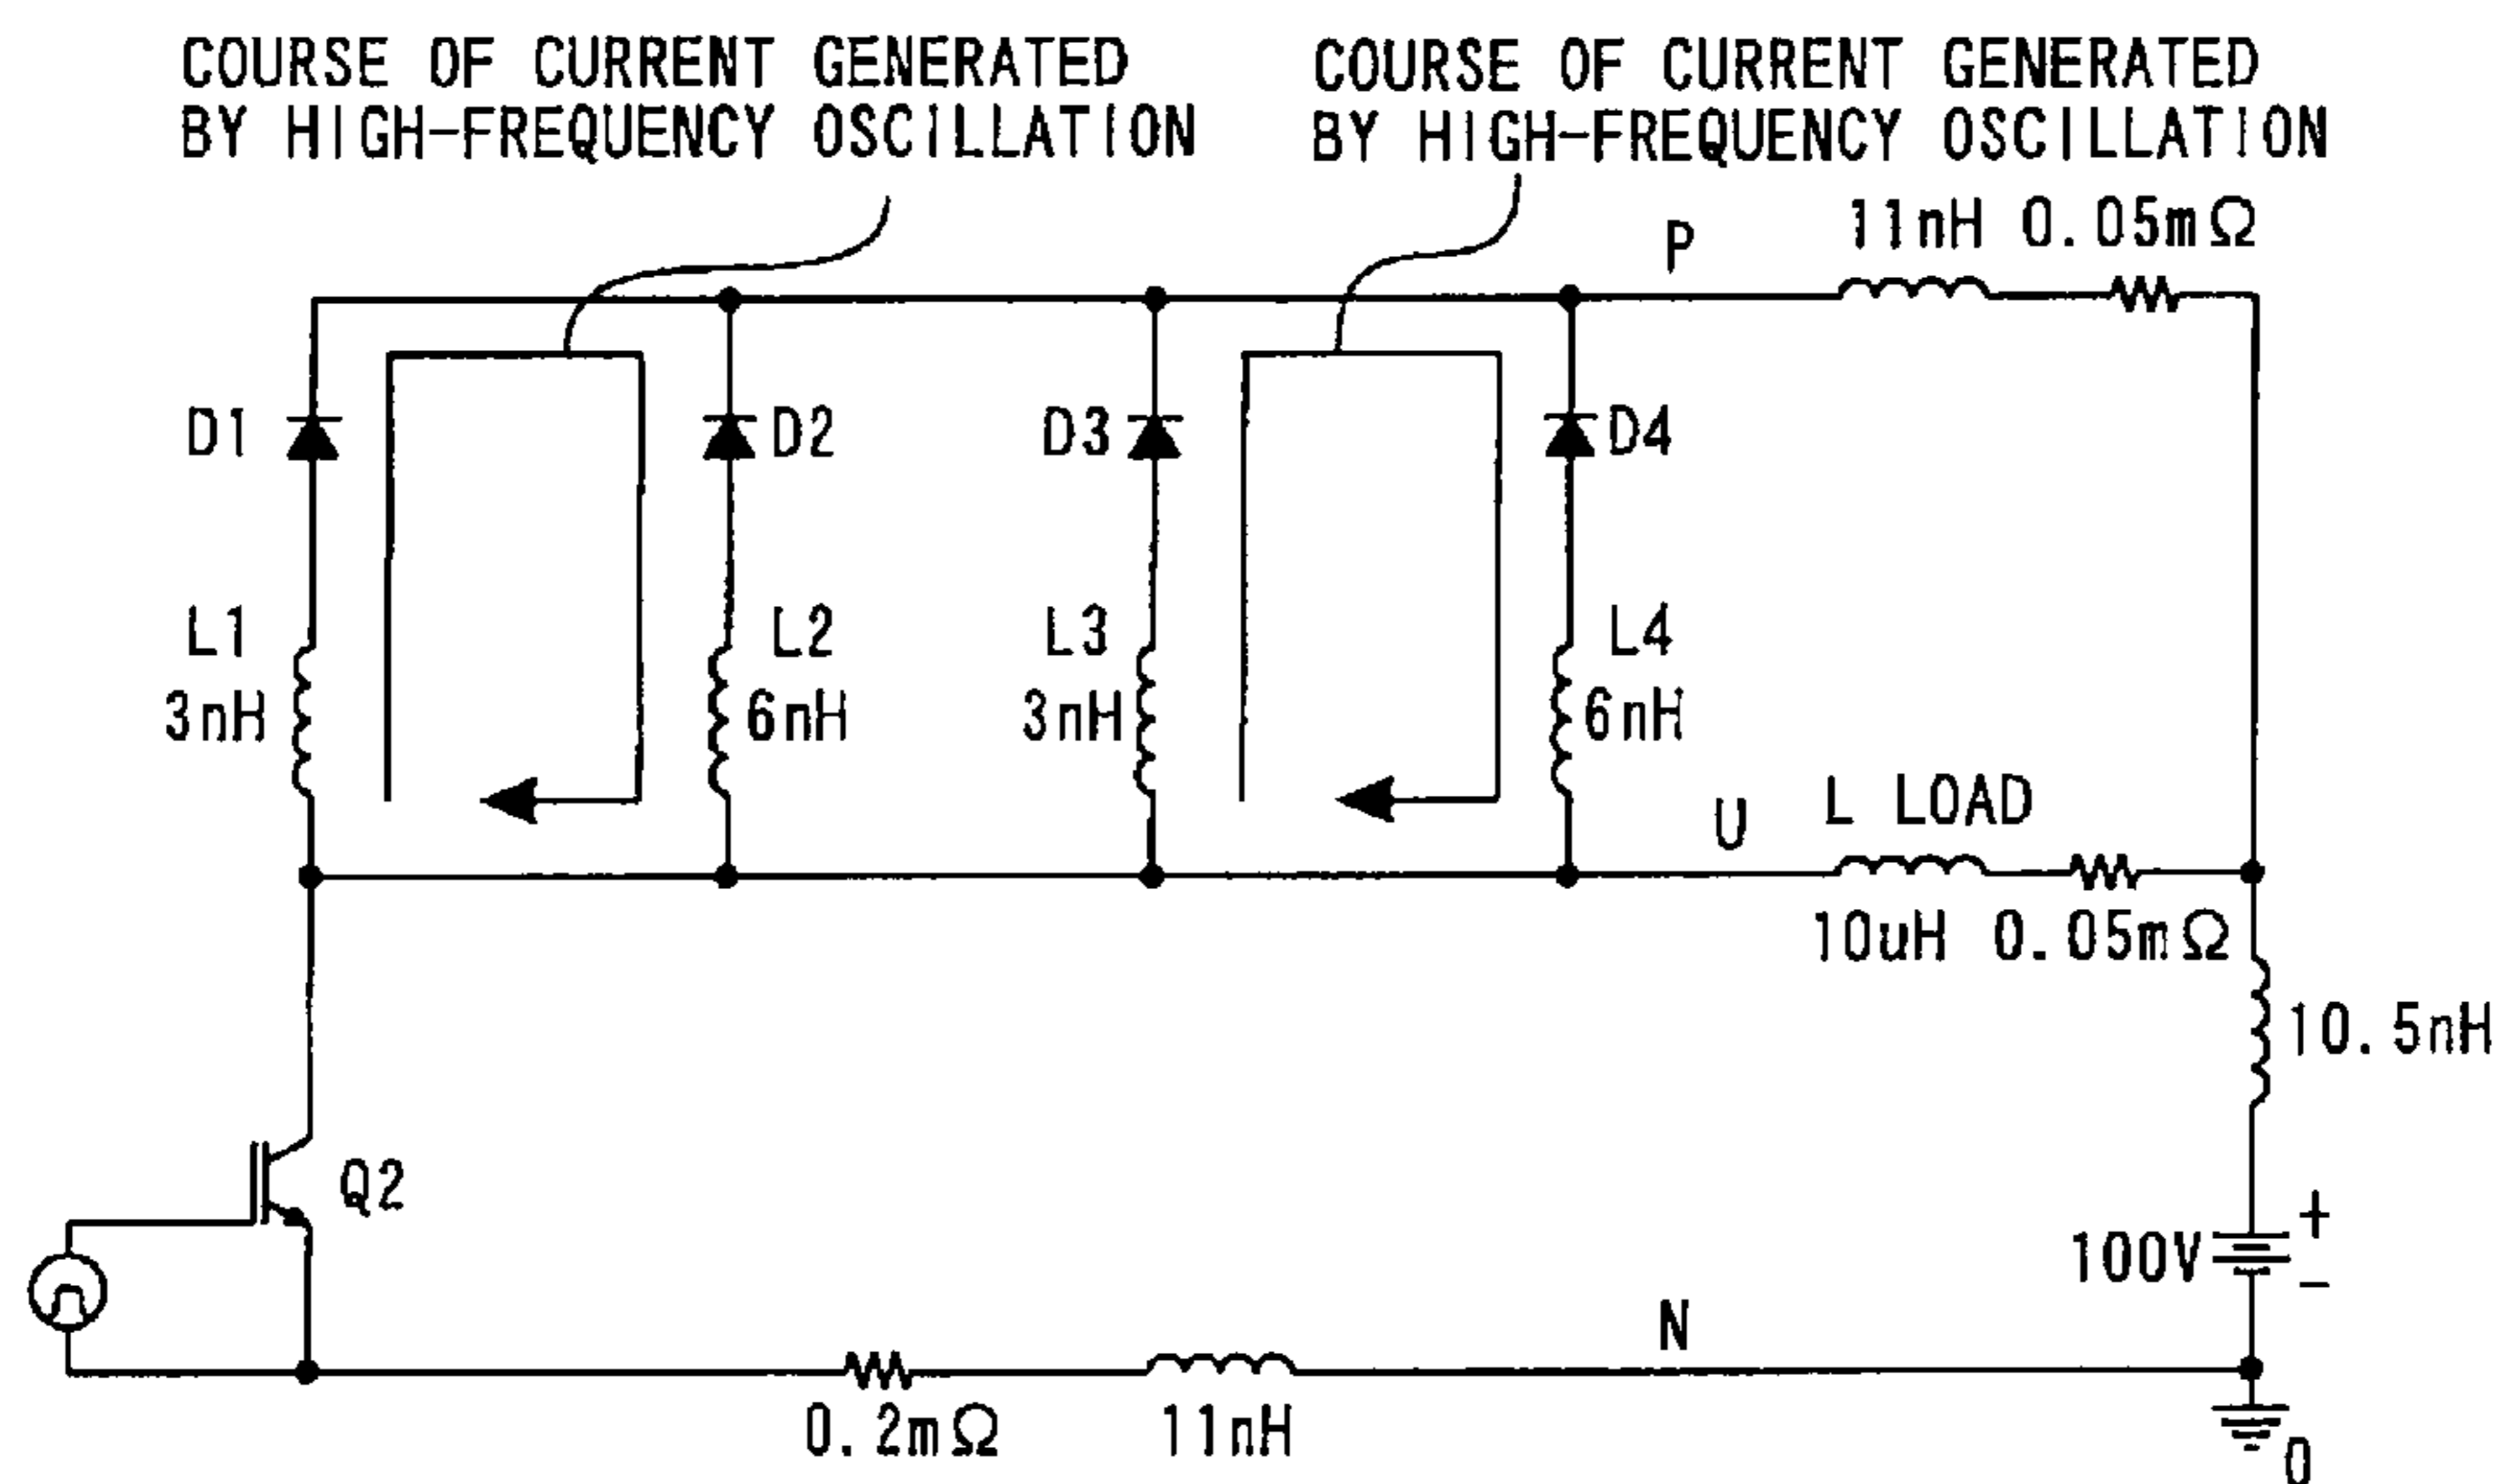 COURSE OF CURRENT GENERATED
BY HIGH-FREQUENCY OSCILLATION
COURSE OF CURRENT GENERATED
BY HIGH-FREQUENCY OSCILLATION
P
11nH 0.05mΩ
D1
D2
D3
D4
L1
3nH
L2
6nH
L3
3nH
L4
6nH
U
L LOAD
10uH 0.05mΩ
10.5nH
Q2
100V
+
−
N
0.2mΩ
11nH
0